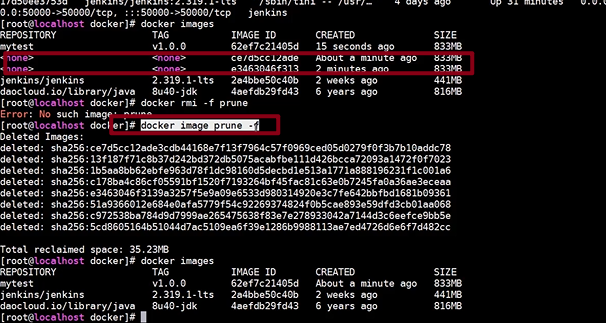 17d50ee3753d   jenkins/jenkins:2.319.1-lts   "/sbin/tini -- /usr/…"   4 days ago   Up 31 minutes   0.0.
0.0:50000->50000/tcp, :::50000->50000/tcp   jenkins
[root@localhost docker]# docker images
REPOSITORY TAG IMAGE ID CREATED SIZE
mytest v1.0.0 62ef7c21405d 15 seconds ago 833MB
<none> <none> ce7d5cc12ade About a minute ago 833MB
<none> <none> e3463046f313 2 minutes ago 833MB
jenkins/jenkins 2.319.1-lts 2a4bbe50c40b 2 weeks ago 441MB
daocloud.io/library/java 8u40-jdk 4aefdb29fd43 6 years ago 816MB
[root@localhost docker]# docker rmi -f prune
Error: No such image: prune
[root@localhost docker]# docker image prune -f
Deleted Images:
deleted: sha256:ce7d5cc12ade3cdb44168e7f13f7964c57f0969ced05d0279f0f3b7b10addc78
deleted: sha256:13f187f71c8b37d242bd372db5075acabfbe111d426bcca72093a1472f0f7023
deleted: sha256:1b5aa8bb62ebfe963d78f1dc98160d5decbd1e513a1771a888196231f1c001a6
deleted: sha256:c178ba4c86cf05591bf1520f7193264bf45fac81c63e0b7245fa0a36ae3eceaa
deleted: sha256:e3463046f3139a3257f5e9e09e6533d980314920e3c7fe642bbfbd1681b09361
deleted: sha256:51a9366012e684e0afa5779f54c92269374824f0b5cae893e59dfd3cb01aa068
deleted: sha256:c972538ba784d9d7999ae265475638f83e7e278933042a7144d3c6eefce9bb5e
deleted: sha256:5cd8605164b51044d7ac5109ea6f39e1286b9988113ae7ed4726d6e6f7d482cc
Total reclaimed space: 35.23MB
[root@localhost docker]# docker images
REPOSITORY TAG IMAGE ID CREATED SIZE
mytest v1.0.0 62ef7c21405d About a minute ago 833MB
jenkins/jenkins 2.319.1-lts 2a4bbe50c40b 2 weeks ago 441MB
daocloud.io/library/java 8u40-jdk 4aefdb29fd43 6 years ago 816MB
[root@localhost docker]#